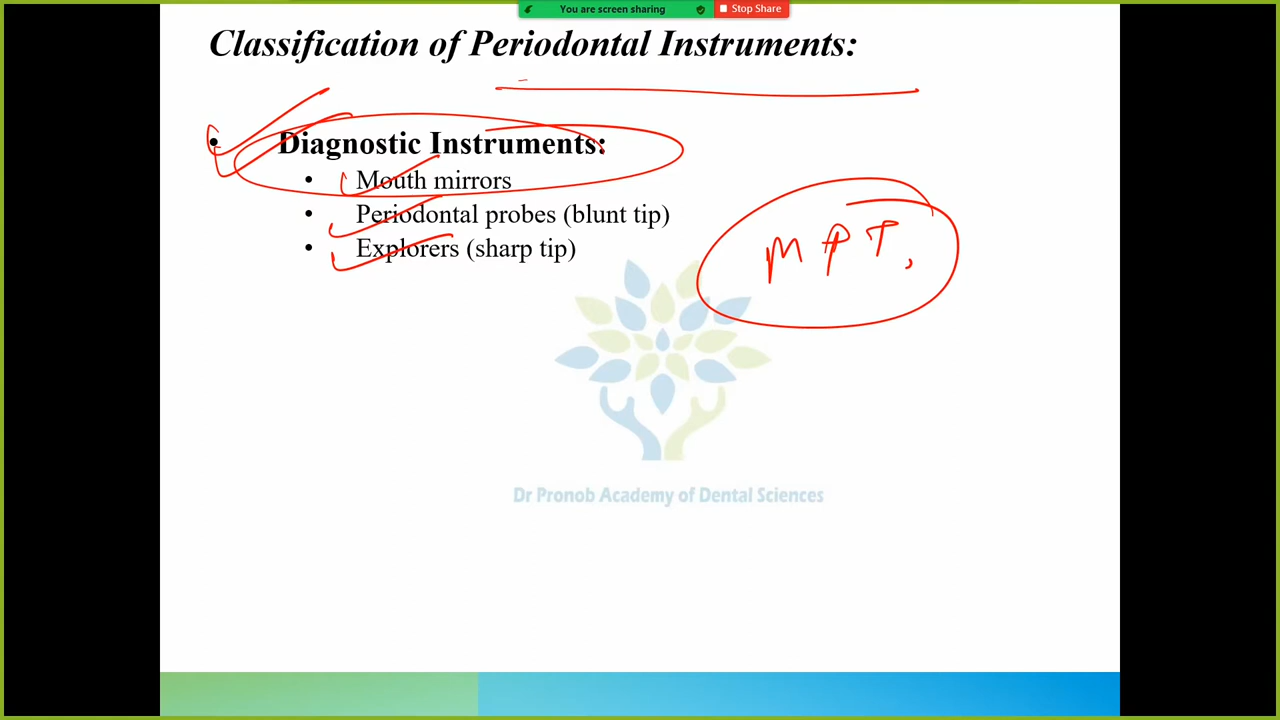 You are screen sharing Stop Share
Classification of Periodontal Instruments:
• Diagnostic Instruments:
• Mouth mirrors
• Periodontal probes (blunt tip)
• Explorers (sharp tip)
M P T,
Dr Pronob Academy of Dental Sciences